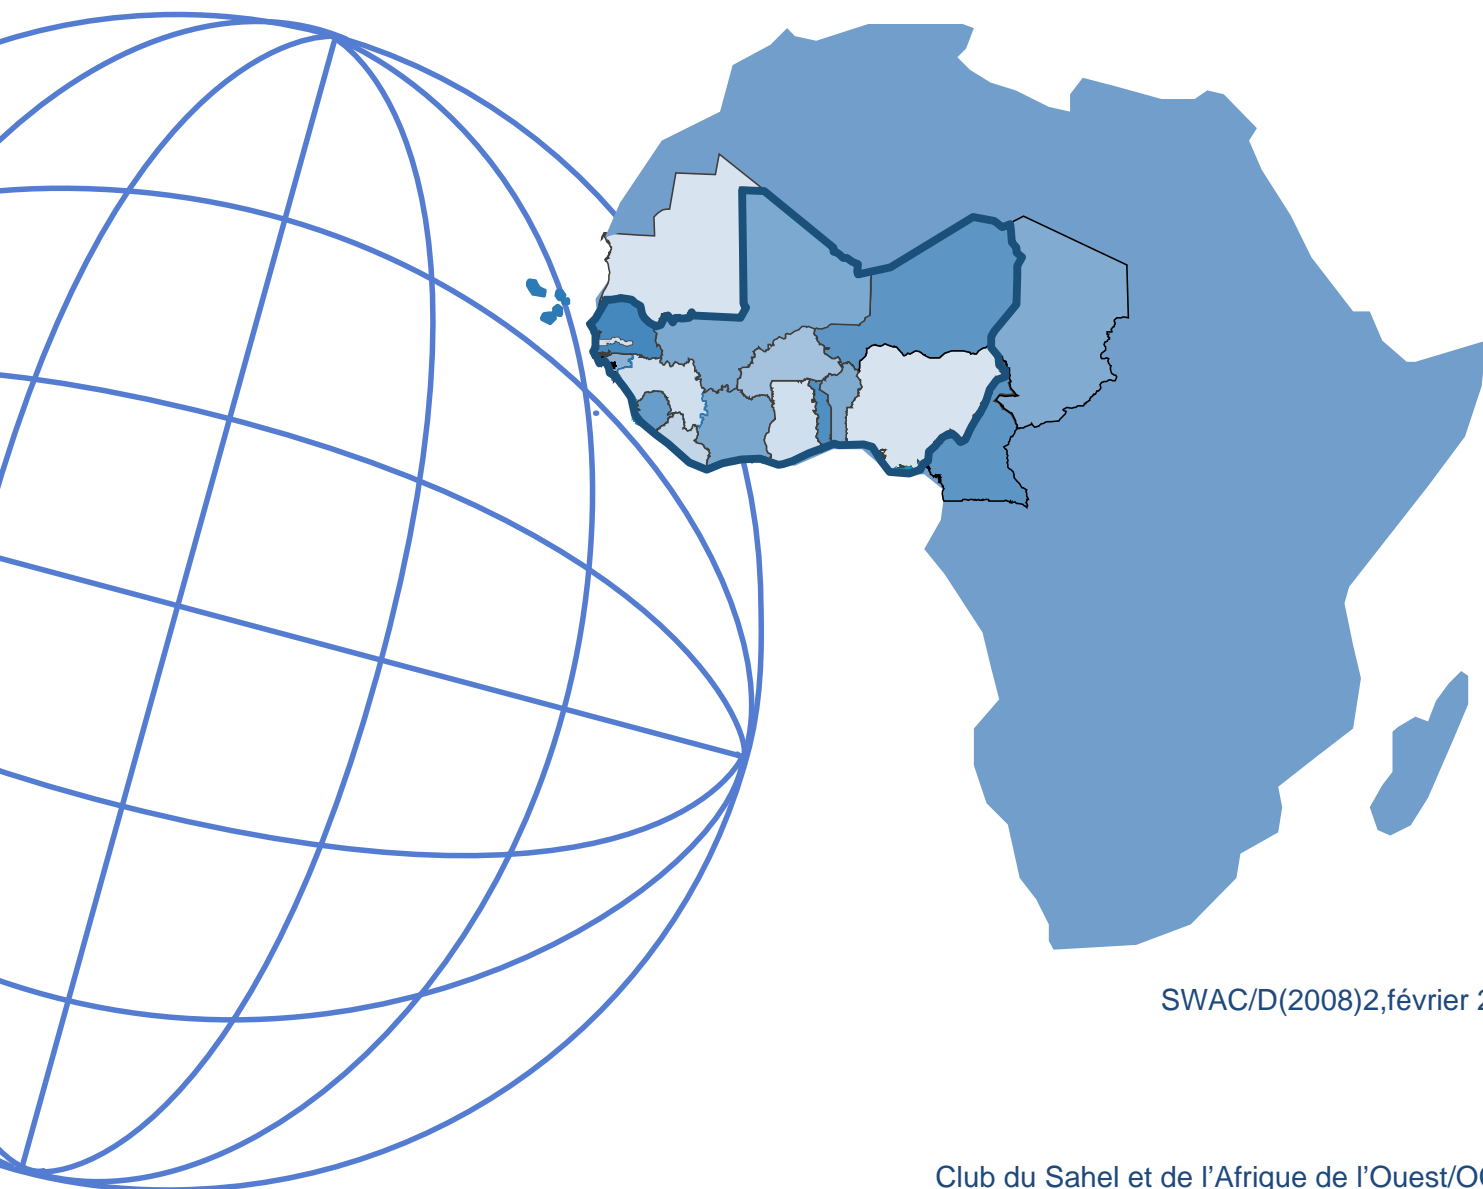 SWAC/D(2008)2,février
Club du Sahel et de l'Afrique de l'Ouest/